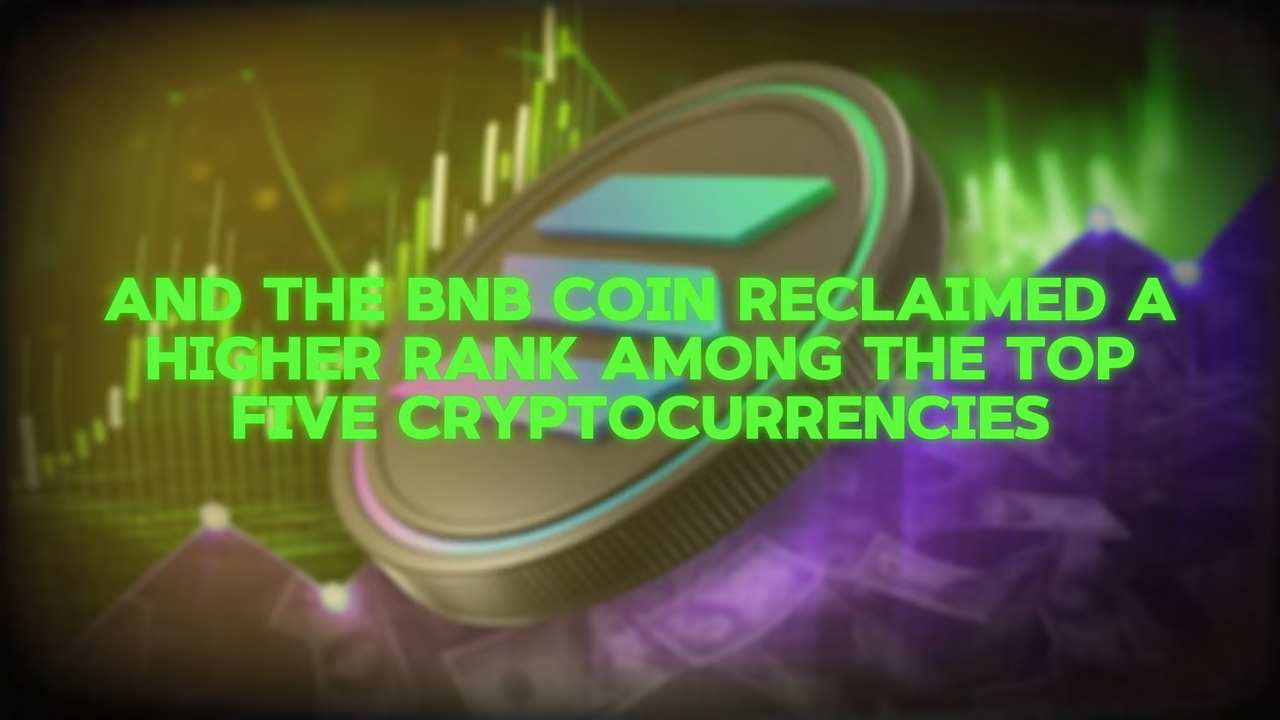 AND THE BNB COIN RECLAIMED A
HIGHER RANK AMONG THE TOP
FIVE CRYPTOCURRENCIES